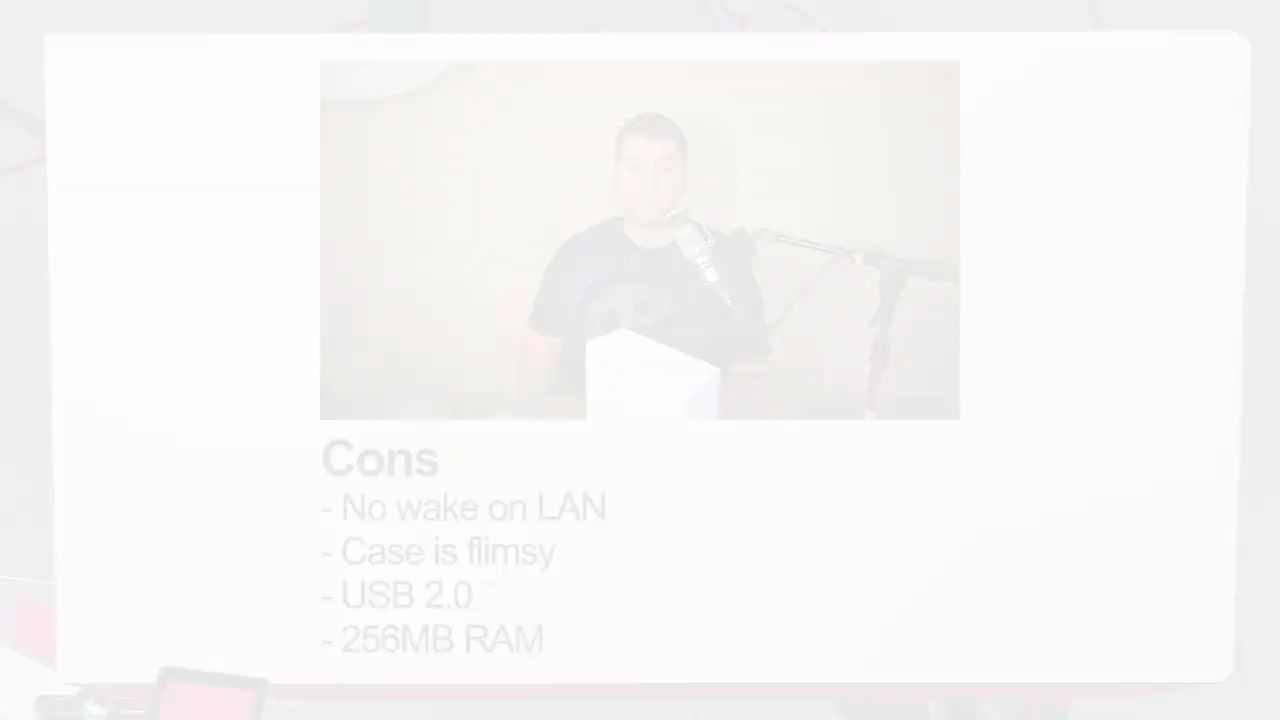 Cons
- No wake on LAN
- Case is flimsy
- USB 2.0
- 256MB RAM